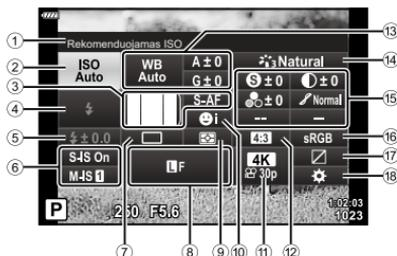 ① Rekomenduojamas ISO
② ISO Auto
WB Auto
A±0
G±0
⑬
3 Natural ⑭
③ S-AF
i
S±0
±0
±0
Normal
--
--
⑮
④
⑤ ±0.0
4:3
sRGB ⑯
⑥ S-IS On
M-IS 1
L F
4K
30p
⑰
⑱
P 250 F5.6
1:02:03
1023
⑦ ⑧ ⑨ ⑩ ⑪ ⑫